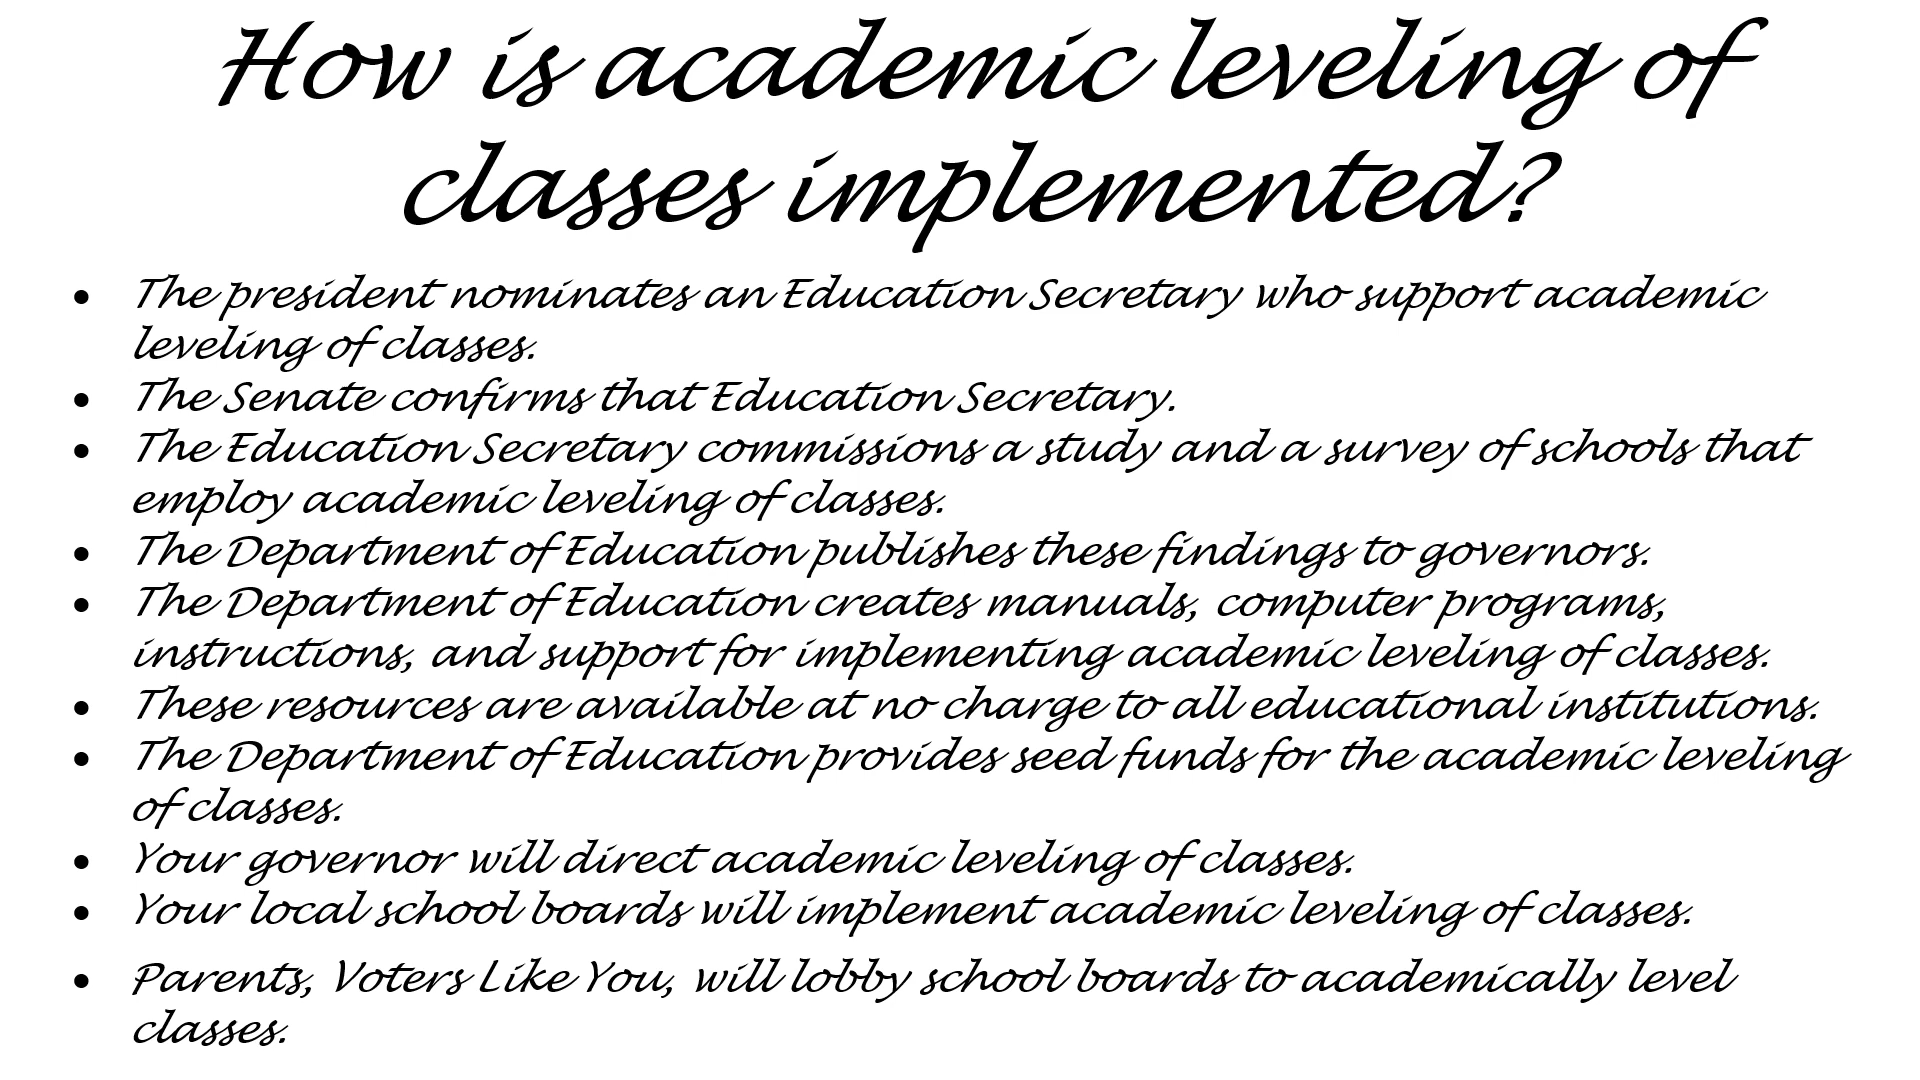 How is academic leveling of
classes implemented?
• The president nominates an Education Secretary who support academic
leveling of classes.
• The Senate confirms that Education Secretary.
• The Education Secretary commissions a study and a survey of schools that
employ academic leveling of classes.
• The Department of Education publishes these findings to governors.
• The Department of Education creates manuals, computer programs,
instructions, and support for implementing academic leveling of classes.
• These resources are available at no charge to all educational institutions.
• The Department of Education provides seed funds for the academic leveling
of classes.
• Your governor will direct academic leveling of classes.
• Your local school boards will implement academic leveling of classes.
• Parents, Voters Like You, will lobby school boards to academically level
classes.